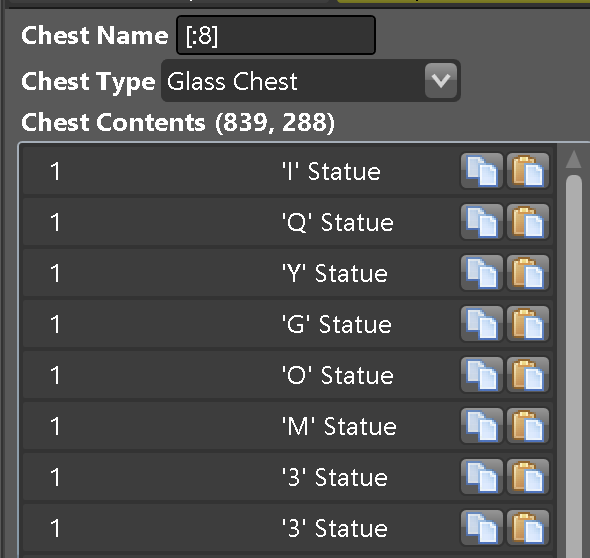 Chest Name [:8]
Chest Type Glass Chest
Chest Contents (839, 288)
1 'I' Statue
1 'Q' Statue
1 'Y' Statue
1 'G' Statue
1 'O' Statue
1 'M' Statue
1 '3' Statue
1 '3' Statue